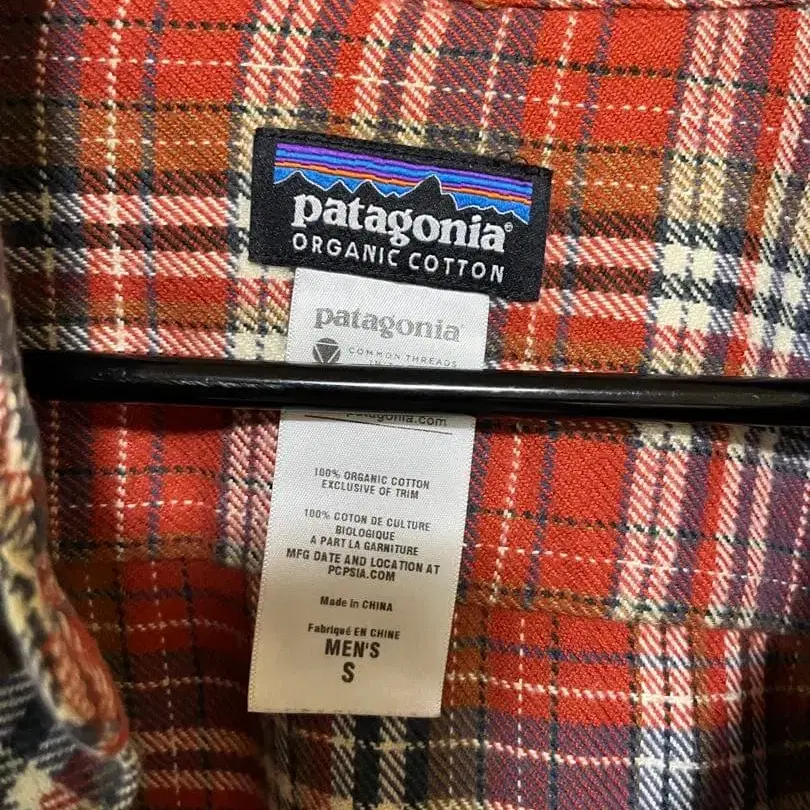 patagonia®
ORGANIC COTTON
patagonia®
COMMON THREADS
patagonia.com
100% ORGANIC COTTON
EXCLUSIVE OF TRIM
100% COTON DE CULTURE
BIOLOGIQUE
A PART LA GARNITURE
MFG DATE AND LOCATION AT
PCPSIA.COM
Made in CHINA
Fabriqué EN CHINE
MEN'S
S